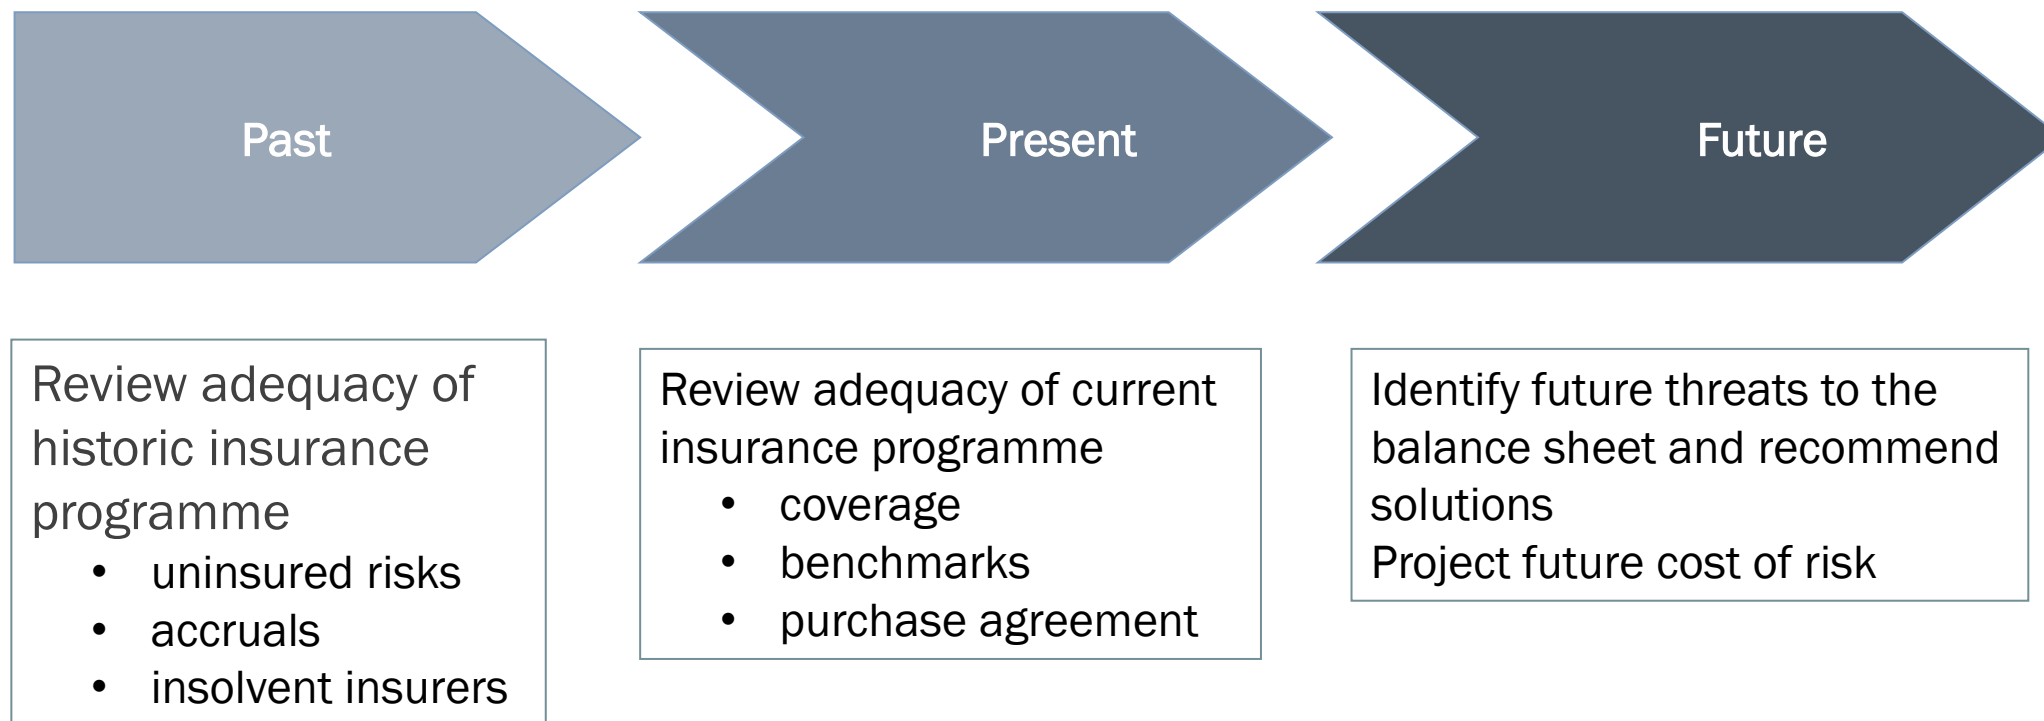 Past
Present
Future
Review adequacy of
historic insurance
programme
• uninsured risks
• accruals
• insolvent insurers
Review adequacy of current
insurance programme
• coverage
• benchmarks
• purchase agreement
Identify future threats to the
balance sheet and recommend
solutions
Project future cost of risk